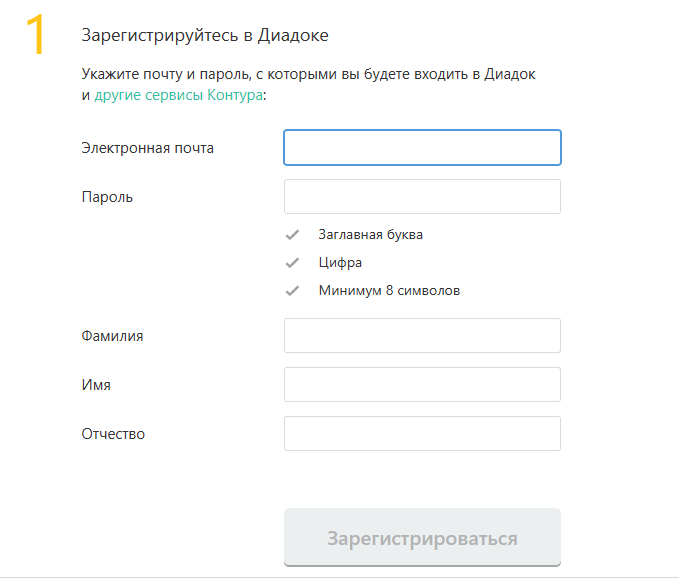 1
Зарегистрируйтесь в Диадоке
Укажите почту и пароль, с которыми вы будете входить в Диадок
и другие сервисы Контура:
Электронная почта
Пароль
Заглавная буква
Цифра
Минимум 8 символов
Фамилия
Имя
Отчество
Зарегистрироваться